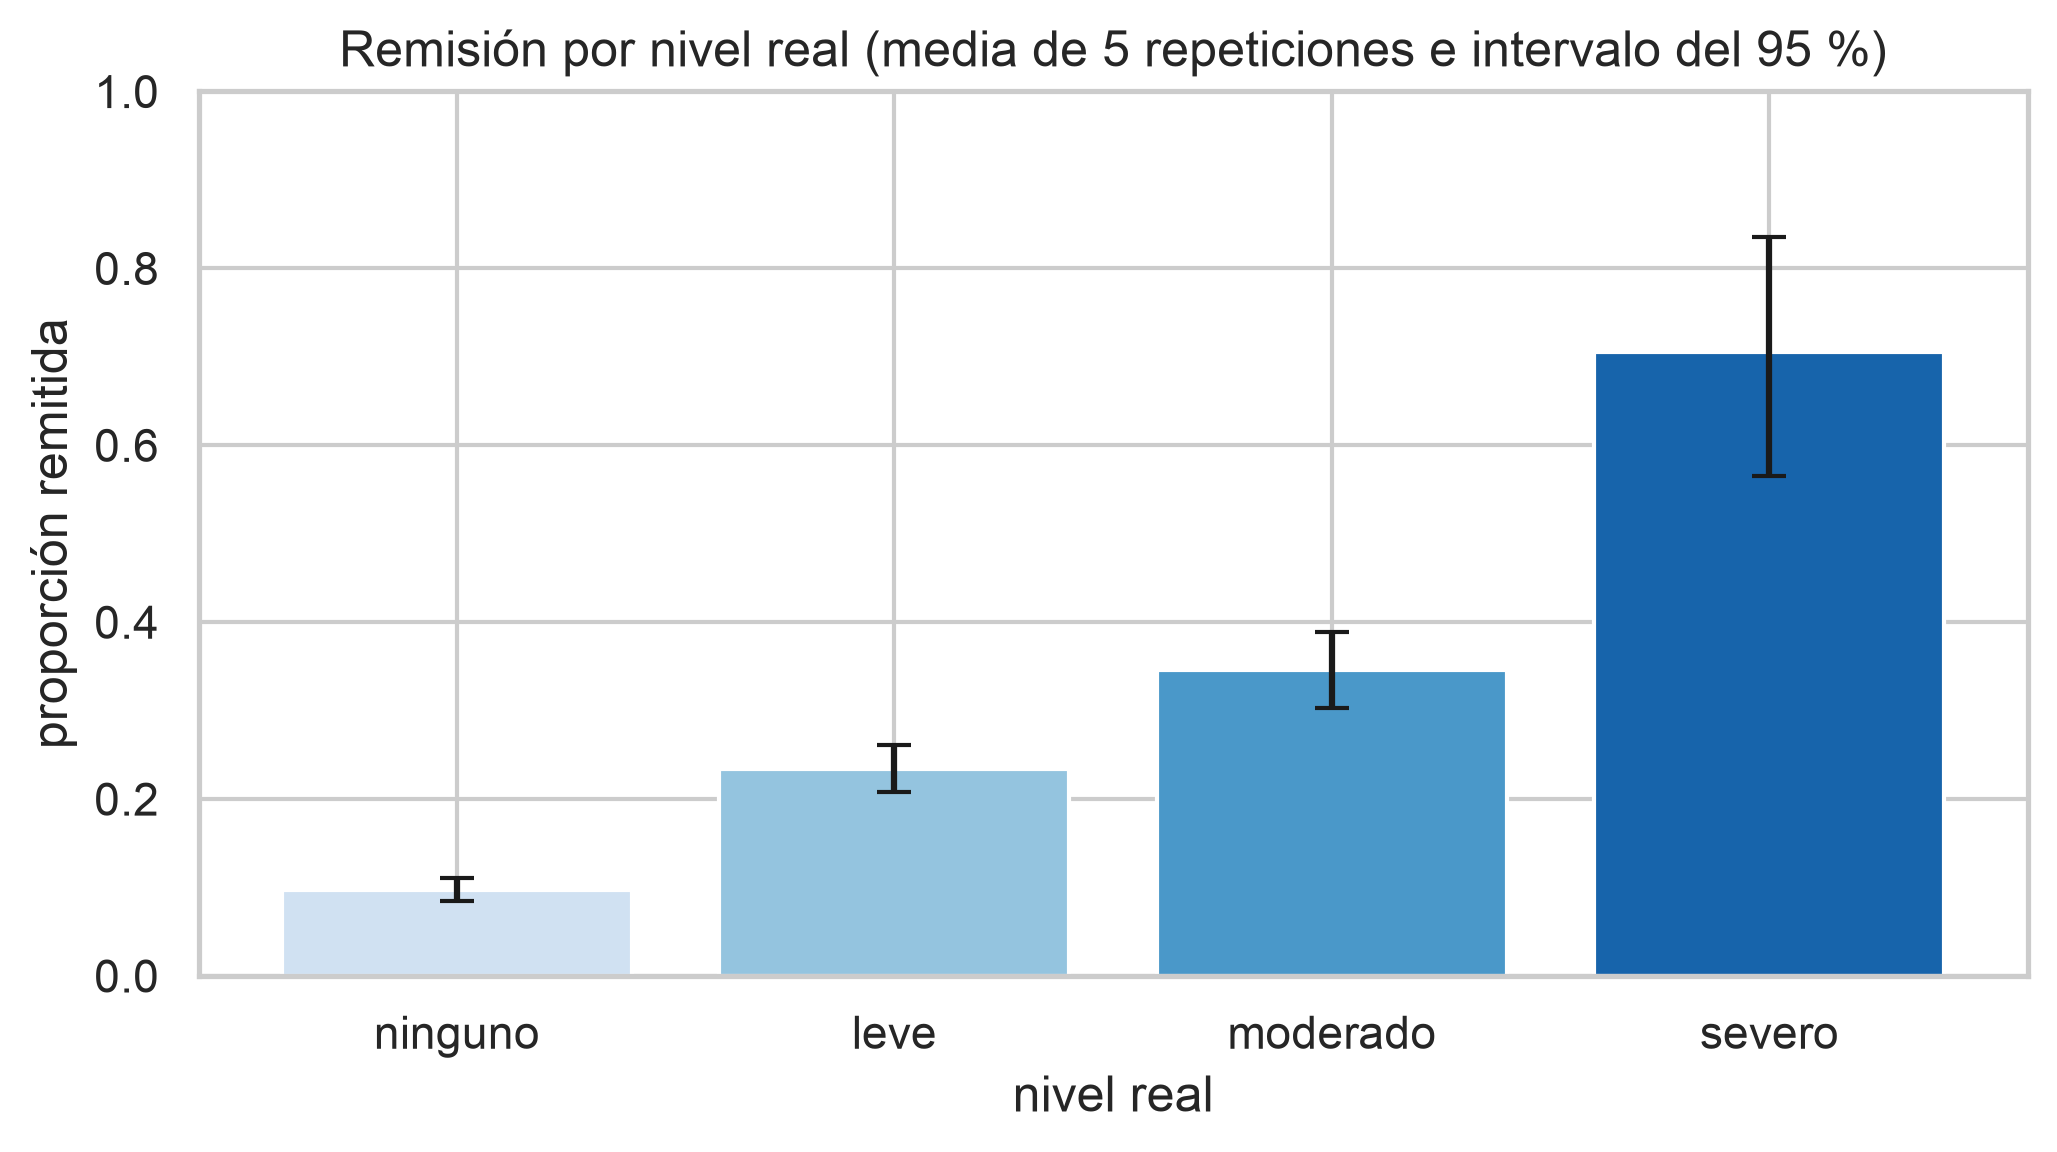 Remisión por nivel real (media de 5 repeticiones e intervalo del 95 %)
1.0
0.8
0.6
0.4
0.2
0.0
proporción remitida
ninguno leve moderado severo
nivel real